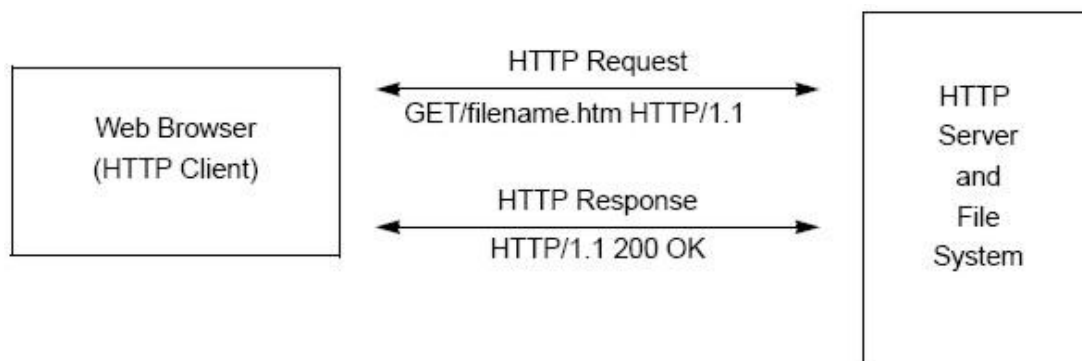 Web Browser
(HTTP Client)
HTTP Request
GET/filename.htm HTTP/1.1
HTTP Response
HTTP/1.1 200 OK
HTTP
Server
and
File
System